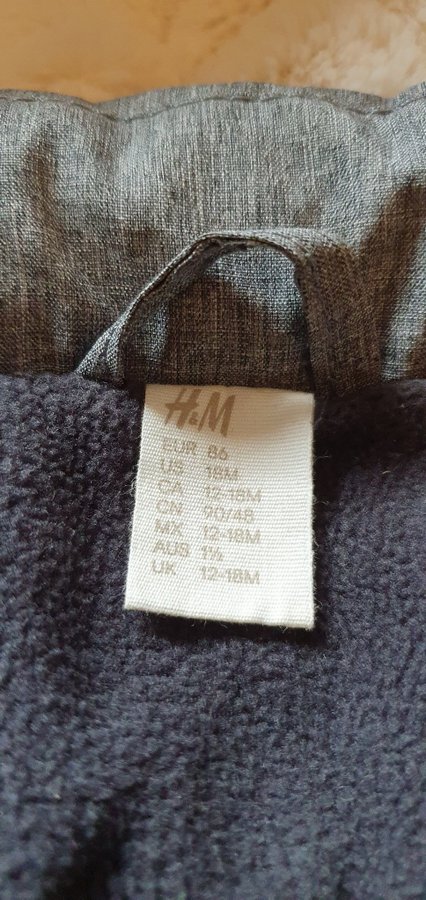 H&M
EUR 86
US 18M
CA 12-18M
CN 90/48
MX 12-18M
AUS 1½
UK 12-18M